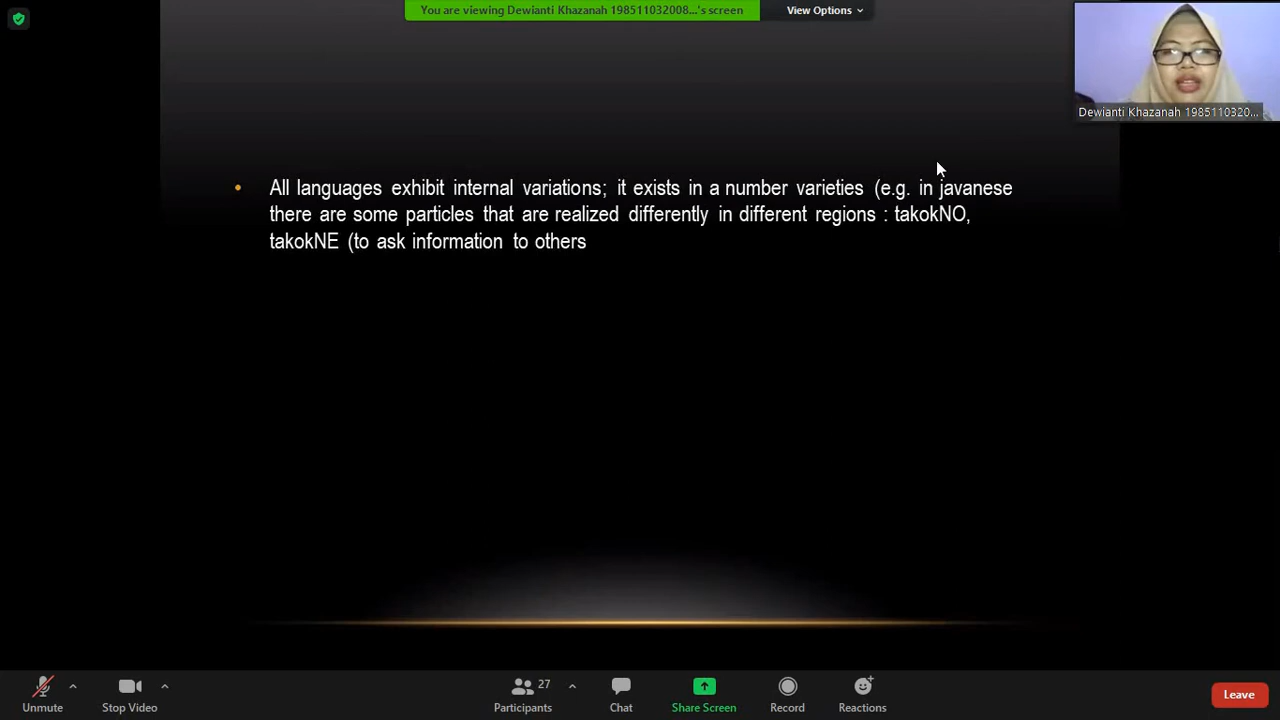 You are viewing Dewianti Khazanah 198511032008...'s screen
View Options
Dewianti Khazanah 1985110320...
• All languages exhibit internal variations; it exists in a number varieties (e.g. in javanese
there are some particles that are realized differently in different regions : takokNO,
takokNE (to ask information to others
Unmute
Stop Video
27
Participants
Chat
Share Screen
Record
Reactions
Leave